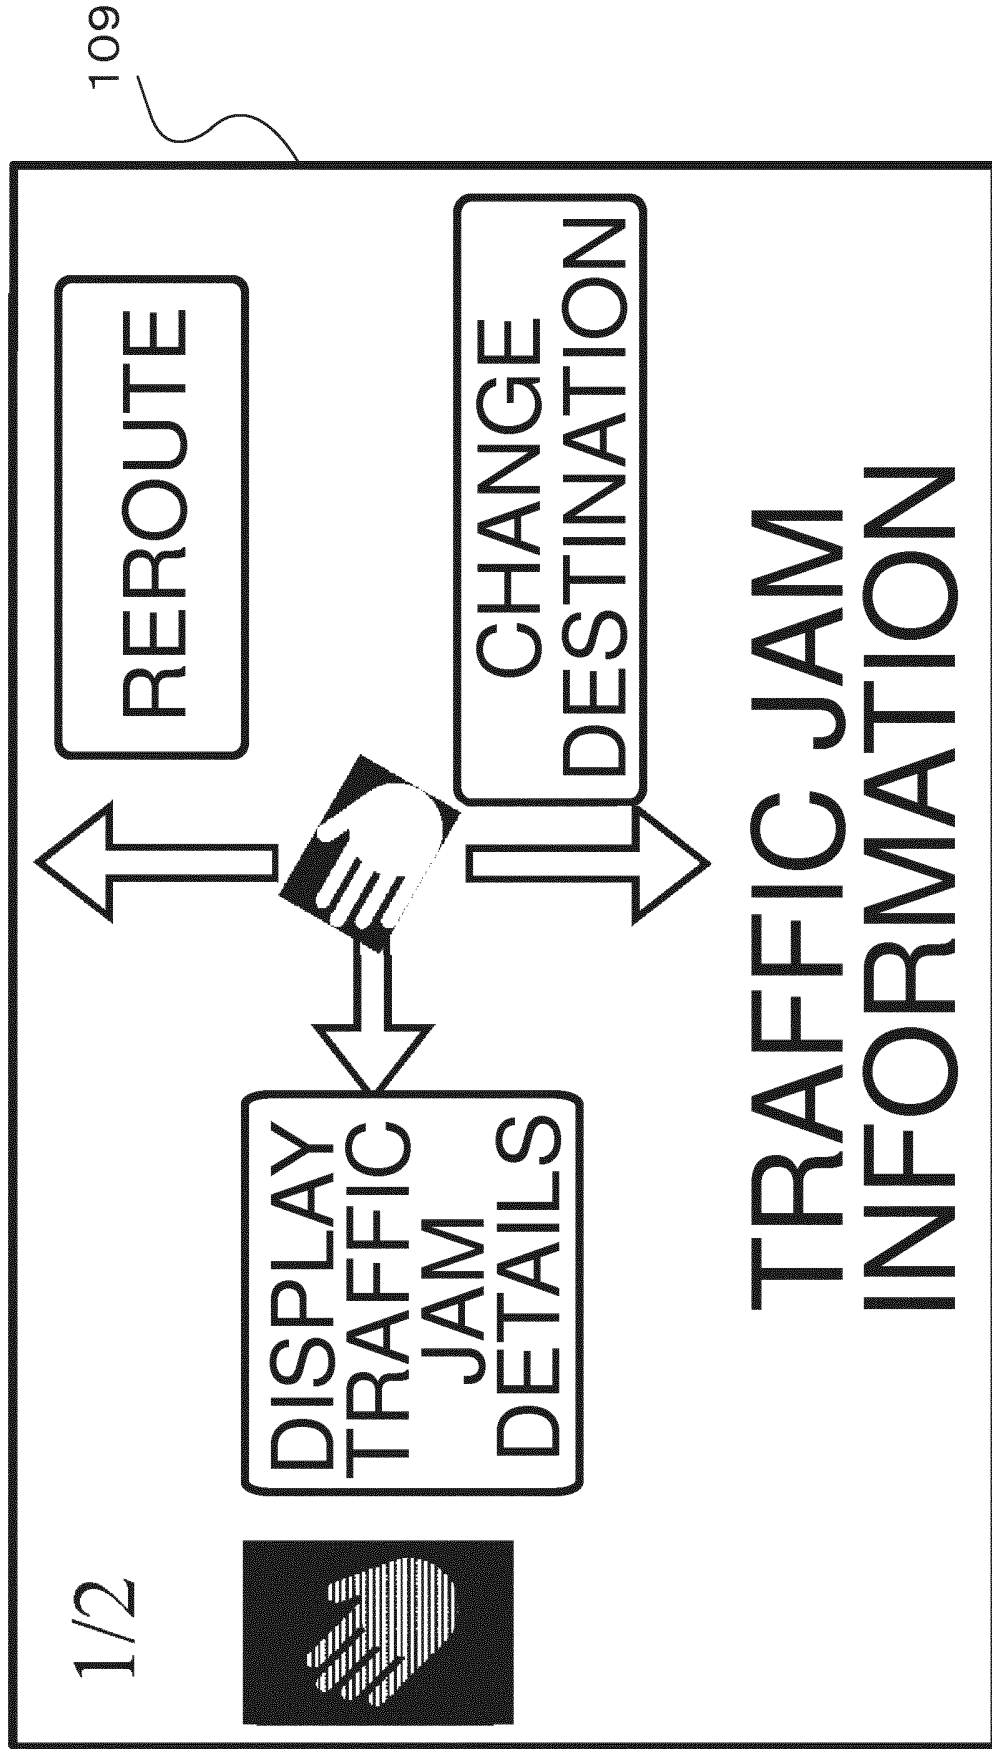 109
1/2
REROUTE
DISPLAY
TRAFFIC
JAM
DETAILS
CHANGE
DESTINATION
TRAFFIC JAM
INFORMATION